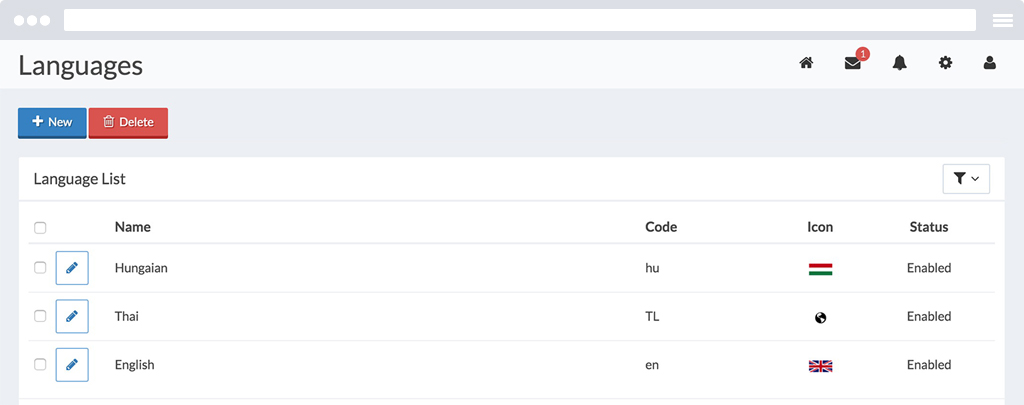 Languages
1
New Delete
Language List
Name Code Icon Status
Hungaian hu Enabled
Thai TL Enabled
English en Enabled